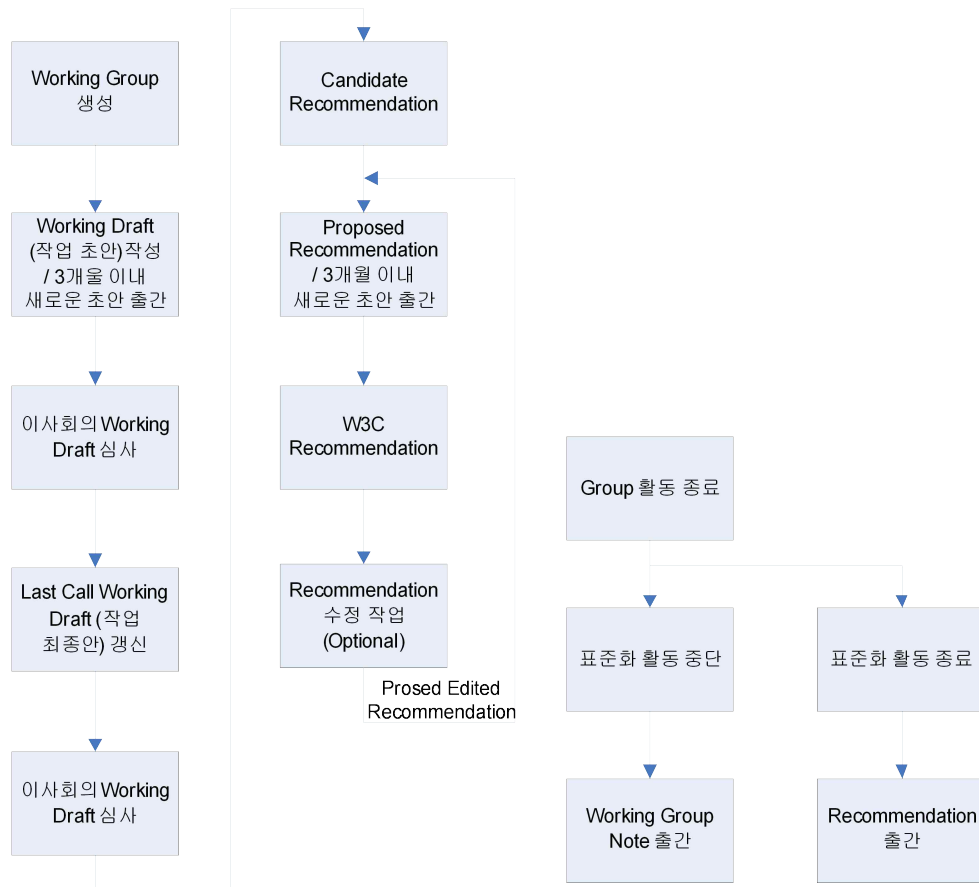 Working Group
생성
Working Draft
(작업 초안)작성
/ 3개울 이내
새로운 초안 출간
이사회의 Working
Draft 심사
Last Call Working
Draft (작업
최종안) 갱신
이사회의 Working
Draft 심사
Candidate
Recommendation
Proposed
Recommendation
/ 3개월 이내
새로운 초안 출간
W3C
Recommendation
Recommendation
수정 작업
(Optional)
Prosed Edited
Recommendation
Group 활동 종료
표준화 활동 중단
Working Group
Note 출간
표준화 활동 종료
Recommendation
출간